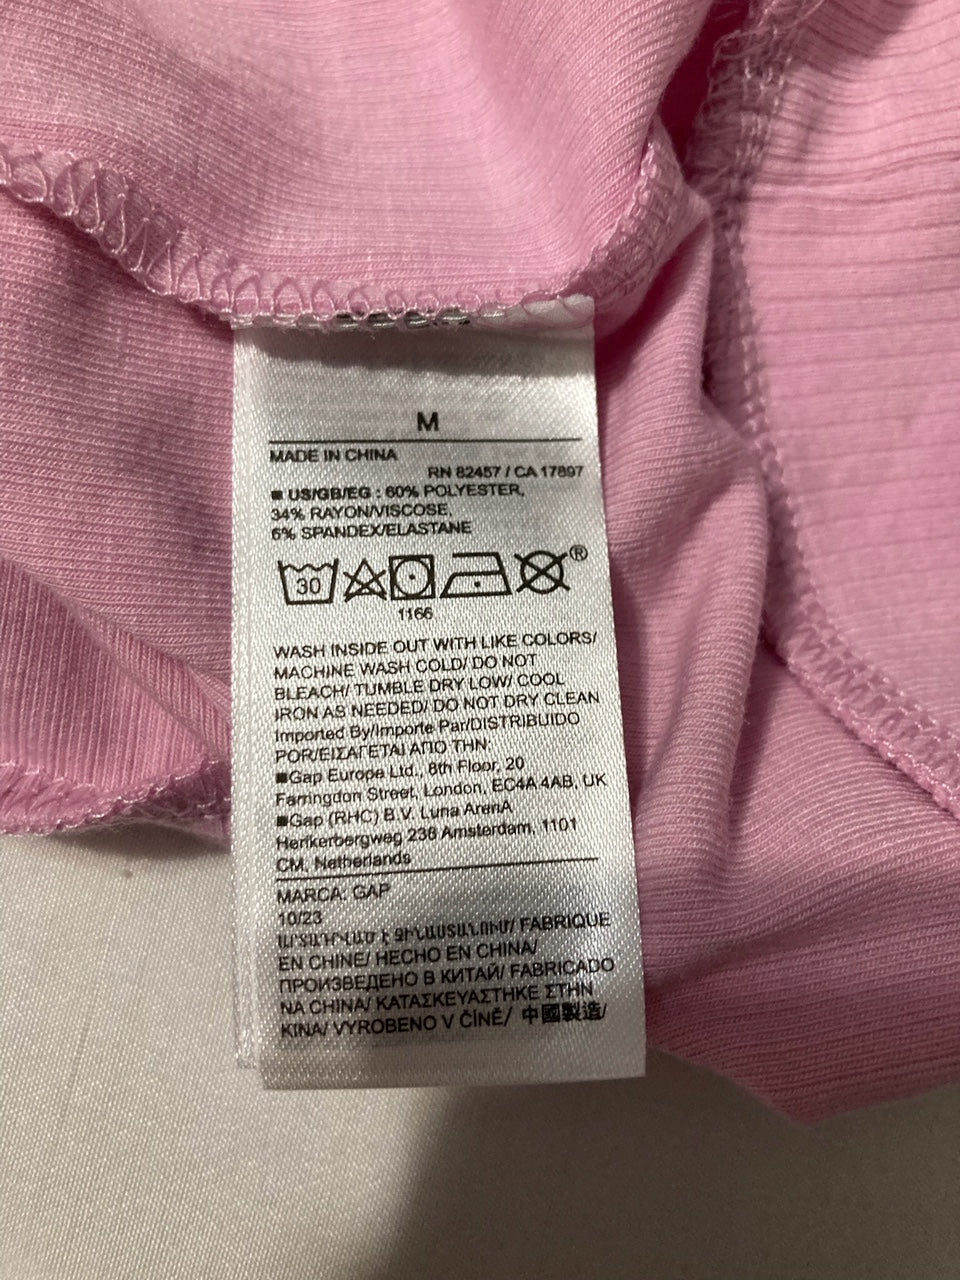 M
MADE IN CHINA
RN 82457 / CA 17897
■ US/GB/EG : 60% POLYESTER,
34% RAYON/VISCOSE,
6% SPANDEX/ELASTANE
30
®
1166
WASH INSIDE OUT WITH LIKE COLORS/
MACHINE WASH COLD/ DO NOT
BLEACH/ TUMBLE DRY LOW/ COOL
IRON AS NEEDED/ DO NOT DRY CLEAN
Imported By/Importe Par/DISTRIBUIDO
POR/ΕΙΣΑΓΕΤΑΙ ΑΠΟ ΤΗΝ:
■Gap Europe Ltd., 8th Floor, 20
Farringdon Street, London, EC4A 4AB, UK
■Gap (RHC) B.V. Luna ArenA
Herikerbergweg 238 Amsterdam, 1101
CM, Netherlands
MARCA: GAP
10/23
ԱՐՏԱԴՐՎԱԾ Է ՉԻՆԱՍՏԱՆՈՒՄ/ FABRIQUE
EN CHINE/ HECHO EN CHINA/
ПРОИЗВЕДЕНО В КИТАЙ/ FABRICADO
NA CHINA/ ΚΑΤΑΣΚΕΥΑΣΤΗΚΕ ΣΤΗΝ
ΚΙΝΑ/ VYROBENO V ČÍNĚ/ 中國製造/